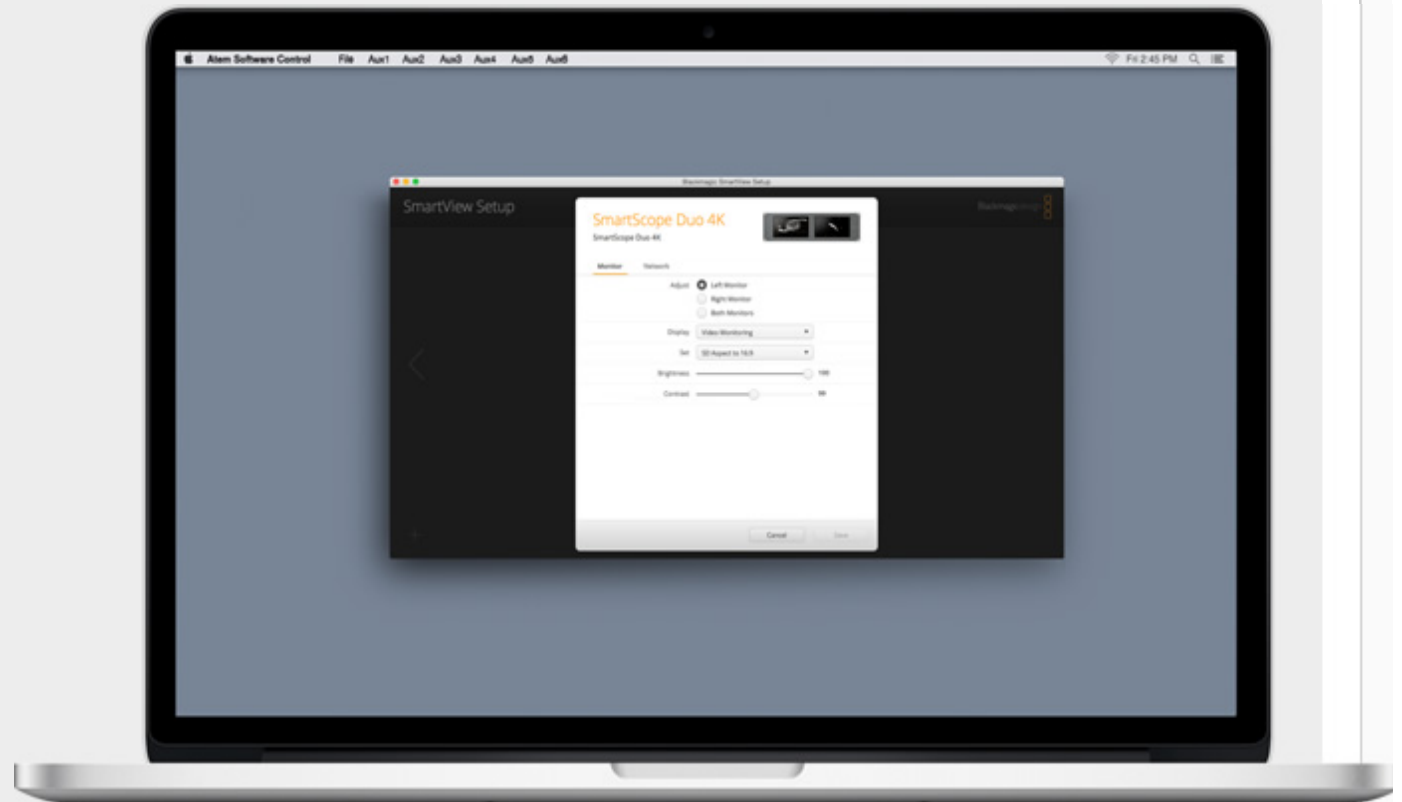 Atem Software Control File Aux1 Aux2 Aux3 Aux4 Aux5 Aux6 Fri 2:45 PM
Blackmagic SmartView Setup
SmartView Setup
Blackmagicdesign
SmartScope Duo 4K
SmartScope Duo 4K
Monitor Network
Adjust Left Monitor
Right Monitor
Both Monitors
Display Video Monitoring
Set SD Aspect to 16:9
Brightness 100
Contrast
Cancel Save